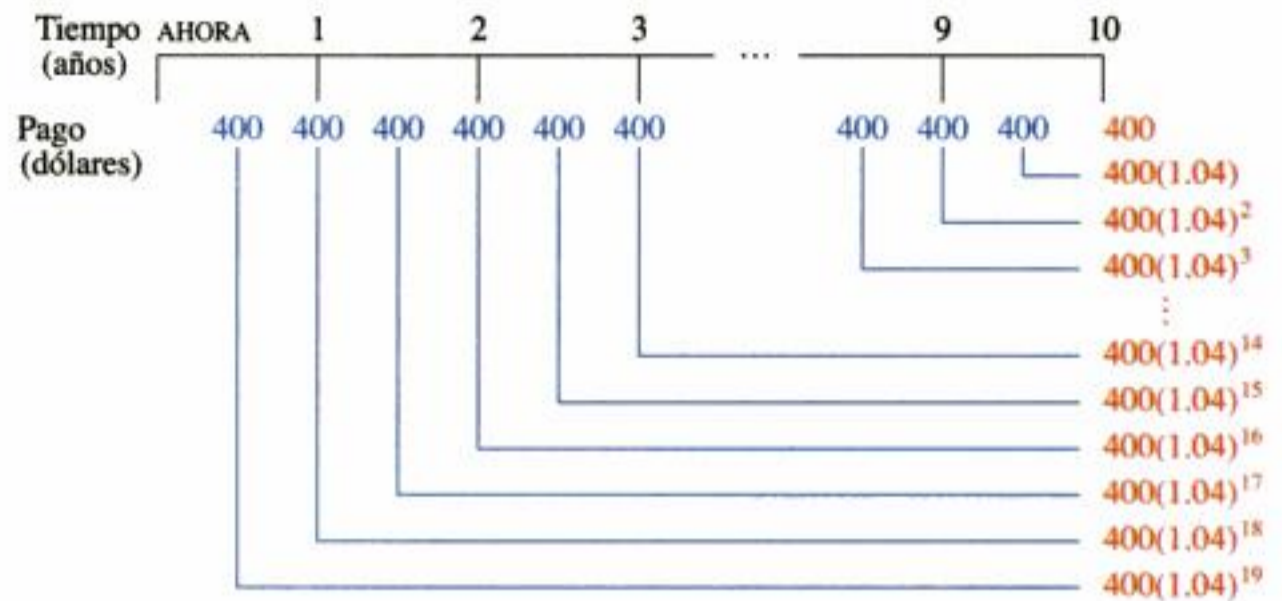 Tiempo AHORA 1 2 3 ... 9 10
(años)
Pago 400 400 400 400 400 400 400 400 400 400
(dólares)
400(1.04)
400(1.04)²
400(1.04)³
⋮
400(1.04)¹⁴
400(1.04)¹⁵
400(1.04)¹⁶
400(1.04)¹⁷
400(1.04)¹⁸
400(1.04)¹⁹